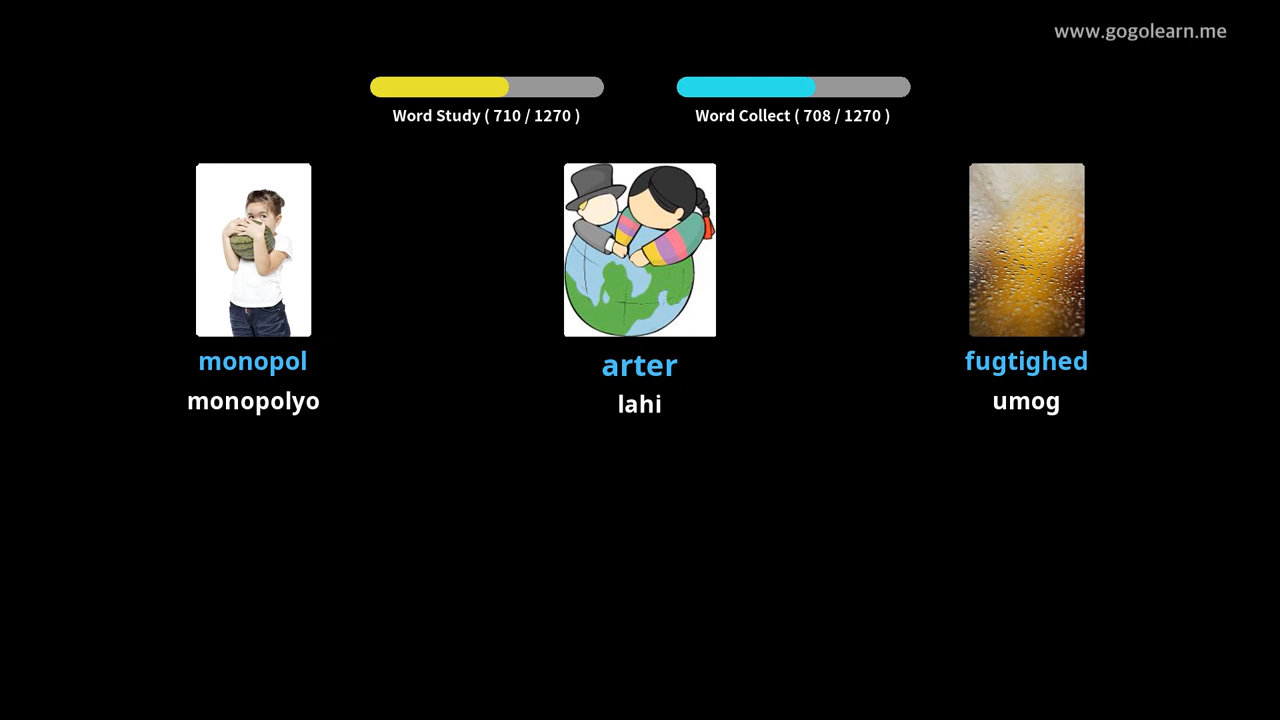 www.gogolearn.me
Word Study ( 710 / 1270 )
Word Collect ( 708 / 1270 )
monopol
monopolyo
arter
lahi
fugtighed
umog